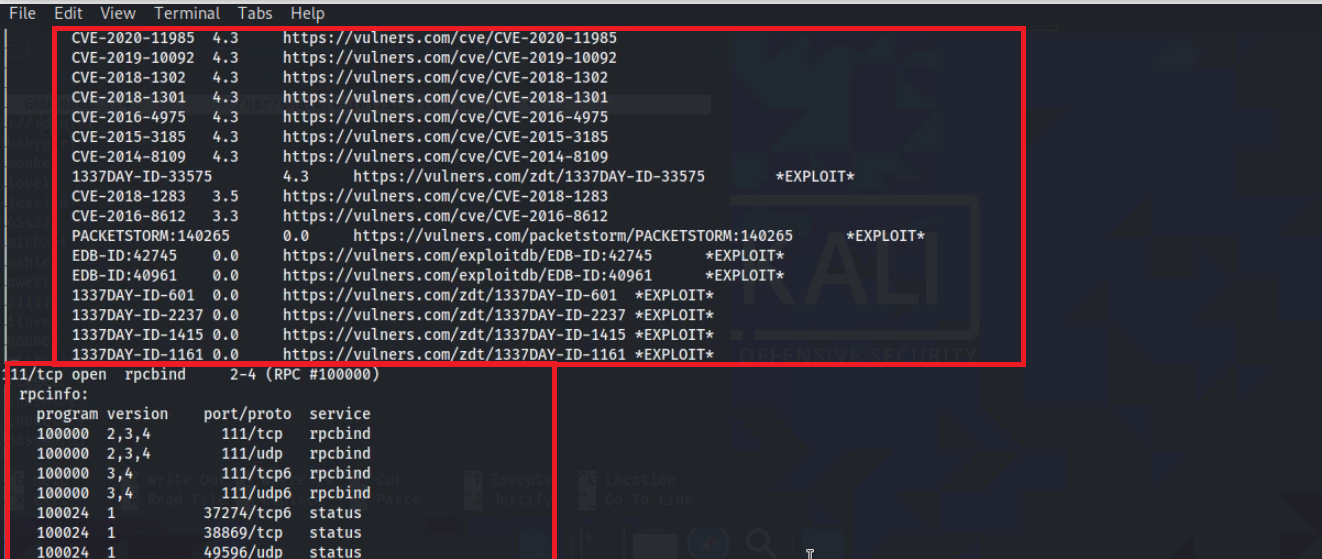 File Edit View Terminal Tabs Help
CVE-2020-11985 4.3 https://vulners.com/cve/CVE-2020-11985
CVE-2019-10092 4.3 https://vulners.com/cve/CVE-2019-10092
CVE-2018-1302 4.3 https://vulners.com/cve/CVE-2018-1302
CVE-2018-1301 4.3 https://vulners.com/cve/CVE-2018-1301
CVE-2016-4975 4.3 https://vulners.com/cve/CVE-2016-4975
CVE-2015-3185 4.3 https://vulners.com/cve/CVE-2015-3185
CVE-2014-8109 4.3 https://vulners.com/cve/CVE-2014-8109
1337DAY-ID-33575 4.3 https://vulners.com/zdt/1337DAY-ID-33575 *EXPLOIT*
CVE-2018-1283 3.5 https://vulners.com/cve/CVE-2018-1283
CVE-2016-8612 3.3 https://vulners.com/cve/CVE-2016-8612
PACKETSTORM:140265 0.0 https://vulners.com/packetstorm/PACKETSTORM:140265 *EXPLOIT*
EDB-ID:42745 0.0 https://vulners.com/exploitdb/EDB-ID:42745 *EXPLOIT*
EDB-ID:40961 0.0 https://vulners.com/exploitdb/EDB-ID:40961 *EXPLOIT*
1337DAY-ID-601 0.0 https://vulners.com/zdt/1337DAY-ID-601 *EXPLOIT*
1337DAY-ID-2237 0.0 https://vulners.com/zdt/1337DAY-ID-2237 *EXPLOIT*
1337DAY-ID-1415 0.0 https://vulners.com/zdt/1337DAY-ID-1415 *EXPLOIT*
1337DAY-ID-1161 0.0 https://vulners.com/zdt/1337DAY-ID-1161 *EXPLOIT*
KALI
OFFENSIVE SECURITY
111/tcp open rpcbind 2-4 (RPC #100000)
rpcinfo:
program version port/proto service
100000 2,3,4 111/tcp rpcbind
100000 2,3,4 111/udp rpcbind
100000 3,4 111/tcp6 rpcbind
100000 3,4 111/udp6 rpcbind
100024 1 37274/tcp6 status
100024 1 38869/tcp status
100024 1 49596/udp status